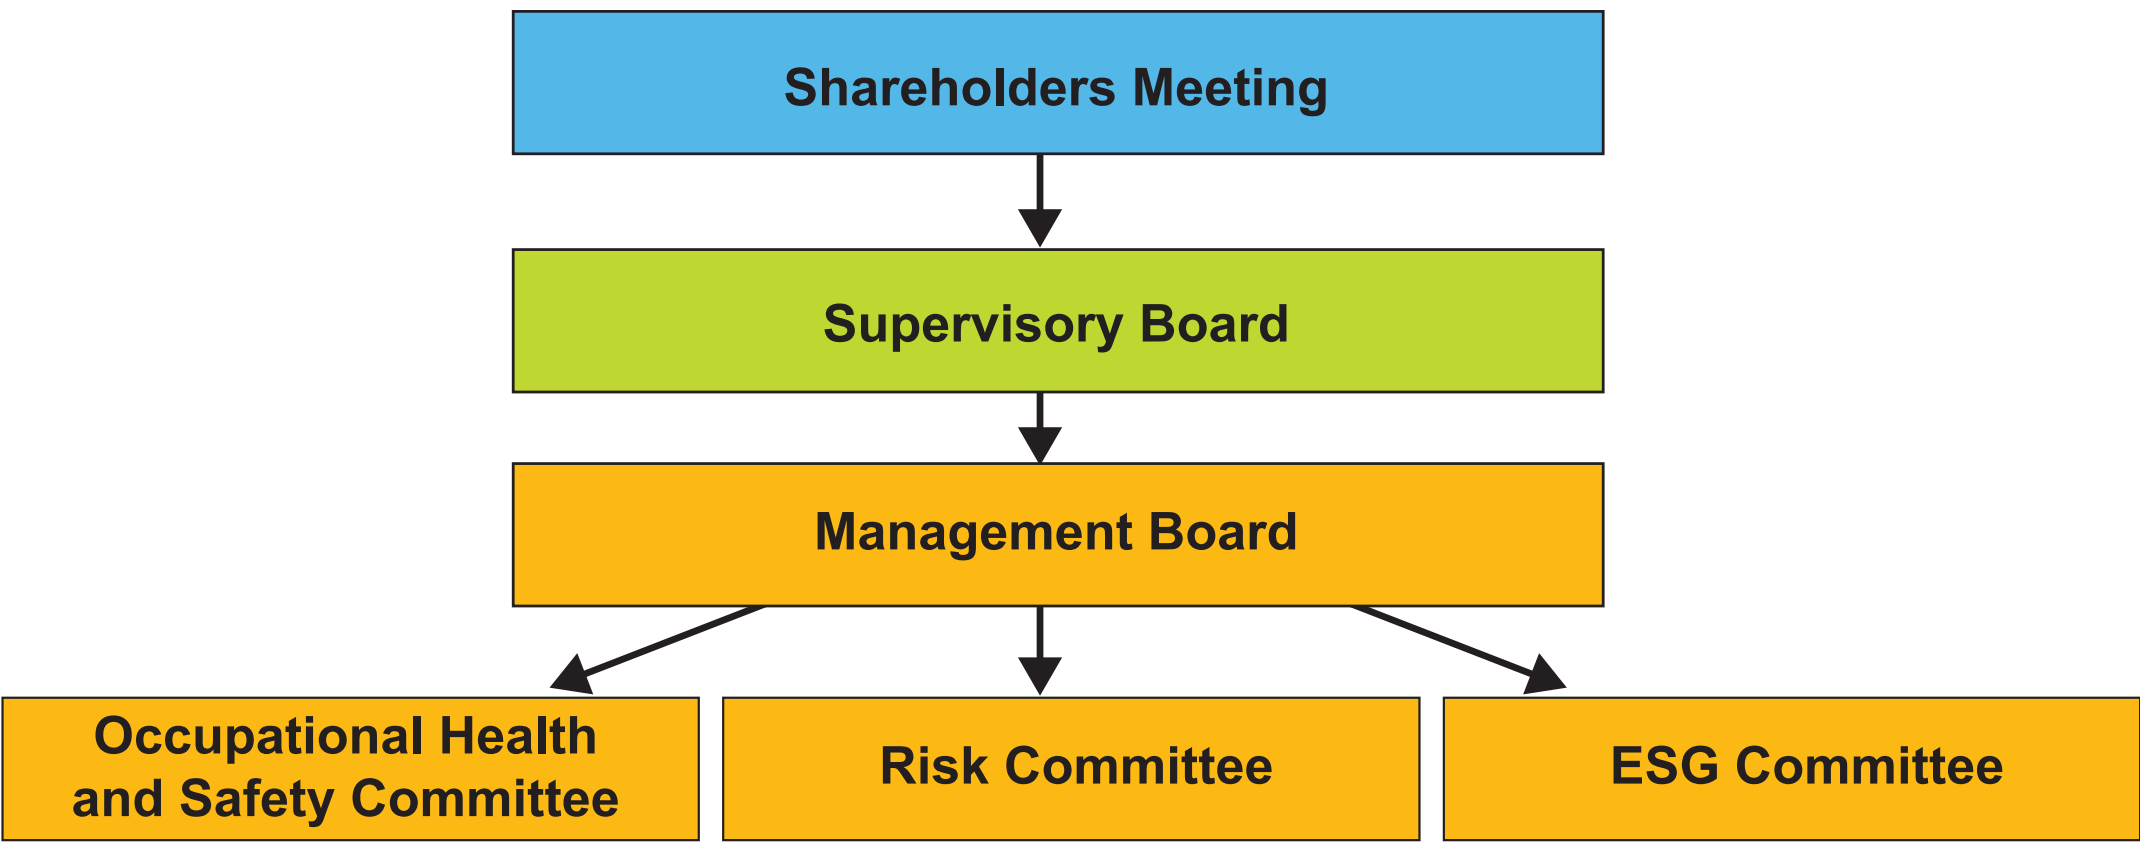 Shareholders Meeting
Supervisory Board
Management Board
Occupational Health
and Safety Committee
Risk Committee
ESG Committee